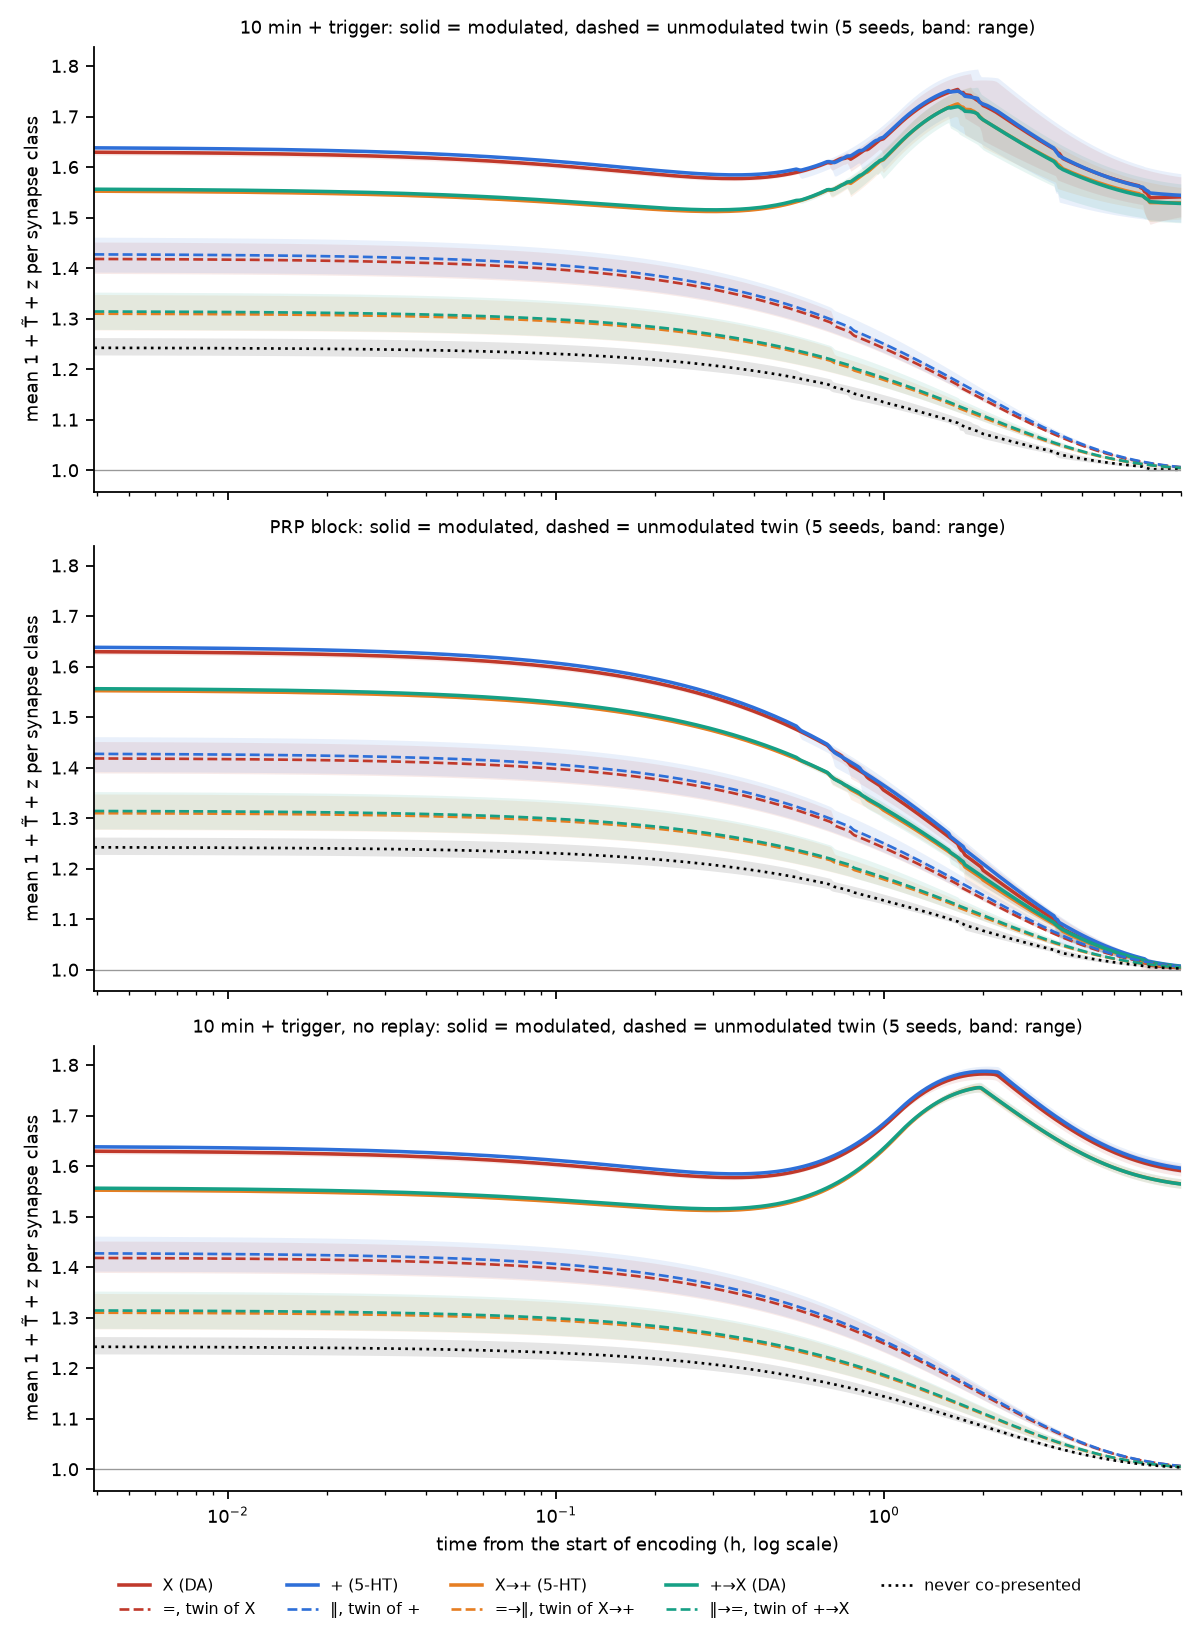 10 min + trigger: solid = modulated, dashed = unmodulated twin (5 seeds, band: range)
mean 1 + T̃ + z per synapse class
1.8
1.7
1.6
1.5
1.4
1.3
1.2
1.1
1.0
PRP block: solid = modulated, dashed = unmodulated twin (5 seeds, band: range)
mean 1 + T̃ + z per synapse class
1.8
1.7
1.6
1.5
1.4
1.3
1.2
1.1
1.0
10 min + trigger, no replay: solid = modulated, dashed = unmodulated twin (5 seeds, band: range)
mean 1 + T̃ + z per synapse class
1.8
1.7
1.6
1.5
1.4
1.3
1.2
1.1
1.0
10⁻² 10⁻¹ 10⁰
time from the start of encoding (h, log scale)
X (DA) + (5-HT) X→+ (5-HT) +→X (DA) never co-presented
=, twin of X ‖, twin of + =→‖, twin of X→+ ‖→=, twin of +→X